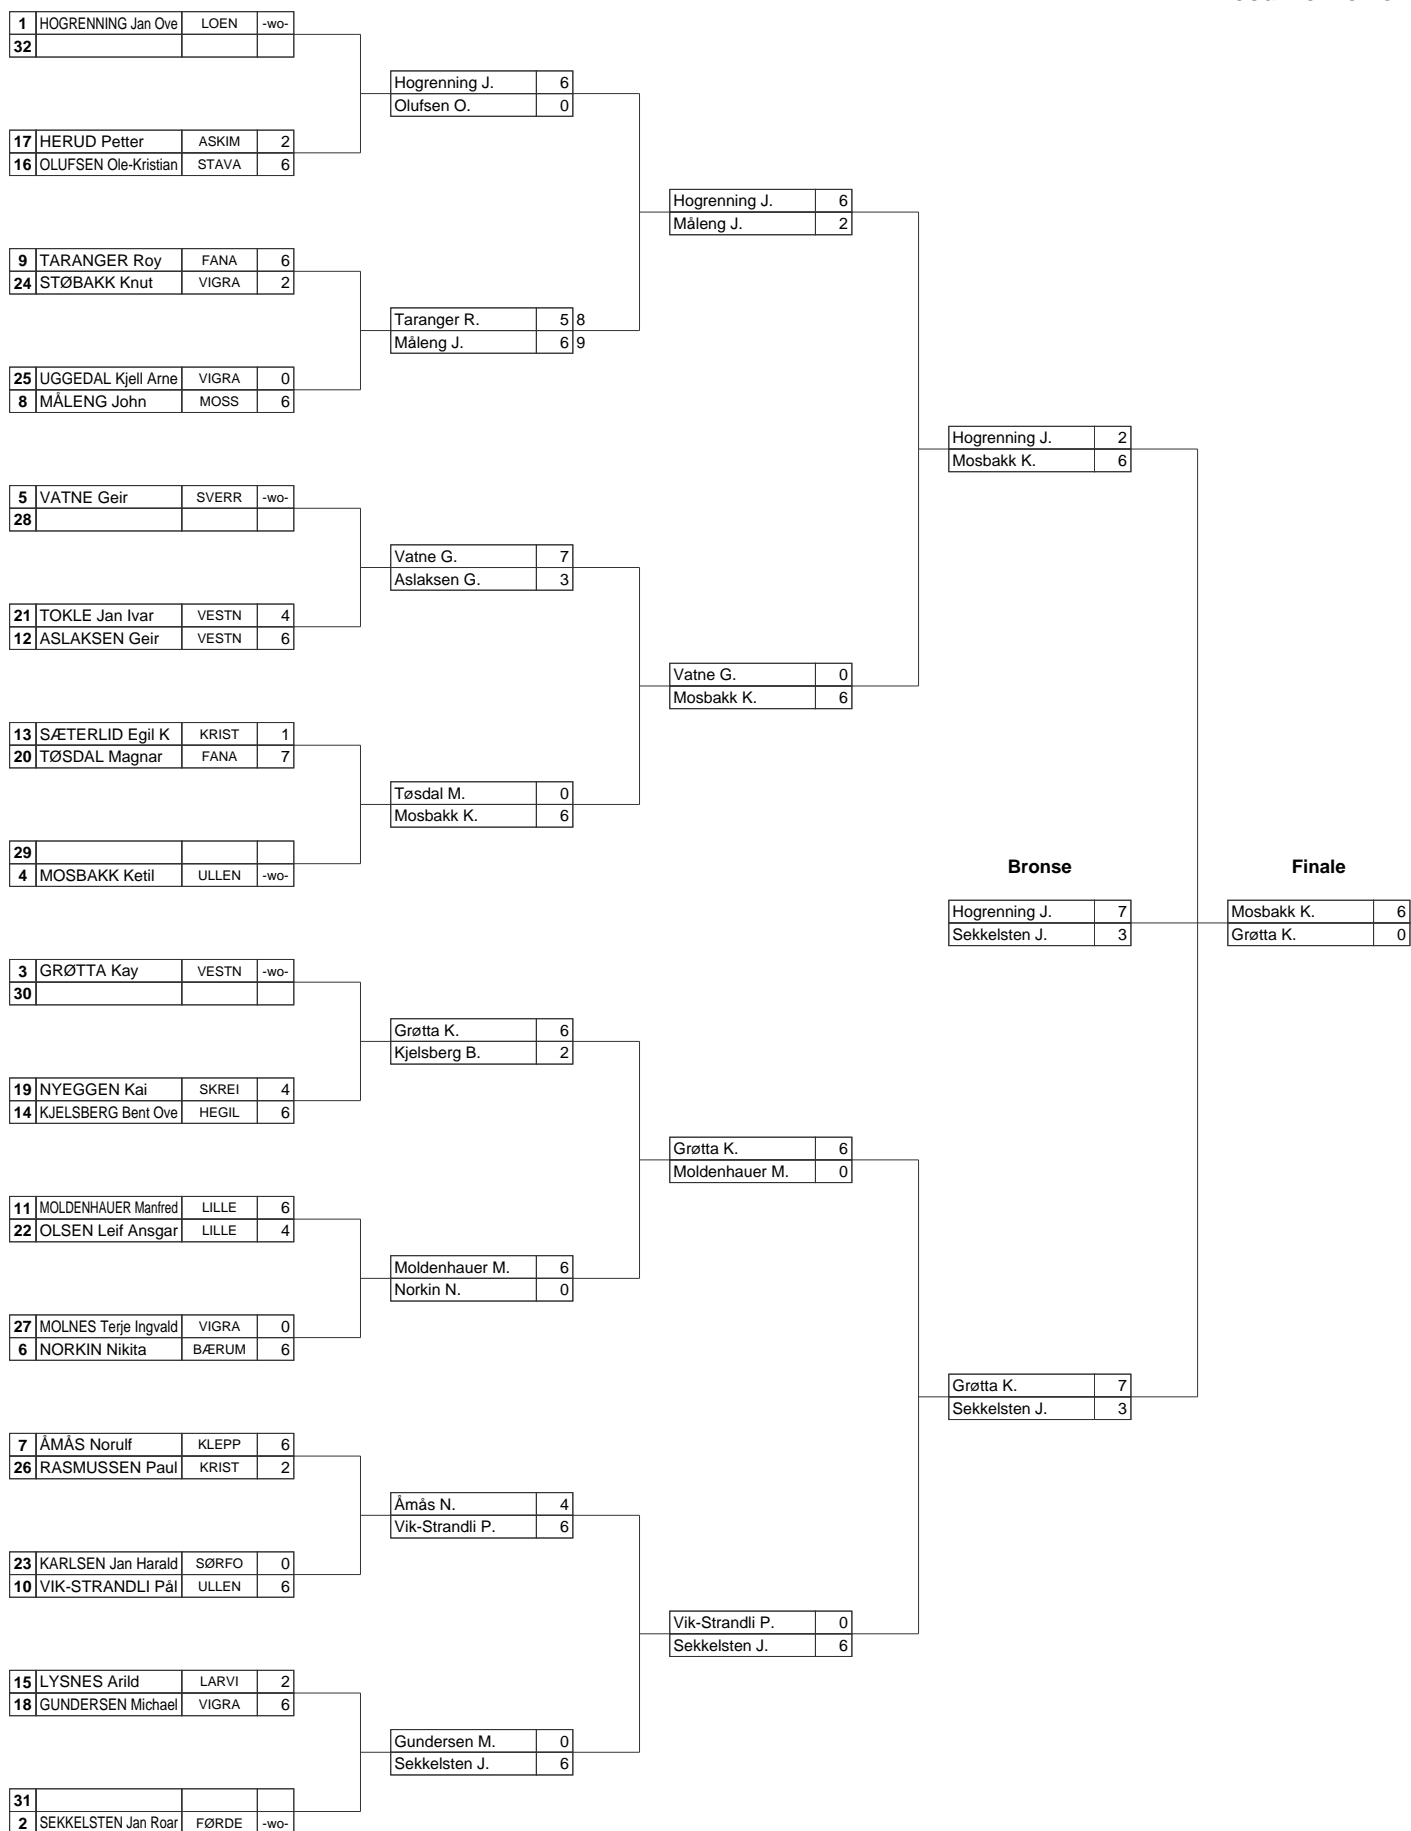 1 HOGRENNING Jan Ove LOEN -wo-
32
Hogrenning J. 6
Olufsen O. 0
17 HERUD Petter ASKIM 2
16 OLUFSEN Ole-Kristian STAVA 6
Hogrenning J. 6
Måleng J. 2
9 TARANGER Roy FANA 6
24 STØBAKK Knut VIGRA 2
Taranger R. 5 8
Måleng J. 6 9
25 UGGEDAL Kjell Arne VIGRA 0
8 MÅLENG John MOSS 6
Hogrenning J. 2
Mosbakk K. 6
5 VATNE Geir SVERR -wo-
28
Vatne G. 7
Aslaksen G. 3
21 TOKLE Jan Ivar VESTN 4
12 ASLAKSEN Geir VESTN 6
Vatne G. 0
Mosbakk K. 6
13 SÆTERLID Egil K KRIST 1
20 TØSDAL Magnar FANA 7
Tøsdal M. 0
Mosbakk K. 6
29
4 MOSBAKK Ketil ULLEN -wo-
Bronse Finale
Hogrenning J. 7 Mosbakk K. 6
Sekkelsten J. 3 Grøtta K. 0
3 GRØTTA Kay VESTN -wo-
30
Grøtta K. 6
Kjelsberg B. 2
19 NYEGGEN Kai SKREI 4
14 KJELSBERG Bent Ove HEGIL 6
Grøtta K. 6
Moldenhauer M. 0
11 MOLDENHAUER Manfred LILLE 6
22 OLSEN Leif Ansgar LILLE 4
Moldenhauer M. 6
Norkin N. 0
27 MOLNES Terje Ingvald VIGRA 0
6 NORKIN Nikita BÆRUM 6
Grøtta K. 7
Sekkelsten J. 3
7 ÅMÅS Norulf KLEPP 6
26 RASMUSSEN Paul KRIST 2
Åmås N. 4
Vik-Strandli P. 6
23 KARLSEN Jan Harald SØRFO 0
10 VIK-STRANDLI Pål ULLEN 6
Vik-Strandli P. 0
Sekkelsten J. 6
15 LYSNES Arild LARVI 2
18 GUNDERSEN Michael VIGRA 6
Gundersen M. 0
Sekkelsten J. 6
31
2 SEKKELSTEN Jan Roar FØRDE -wo-